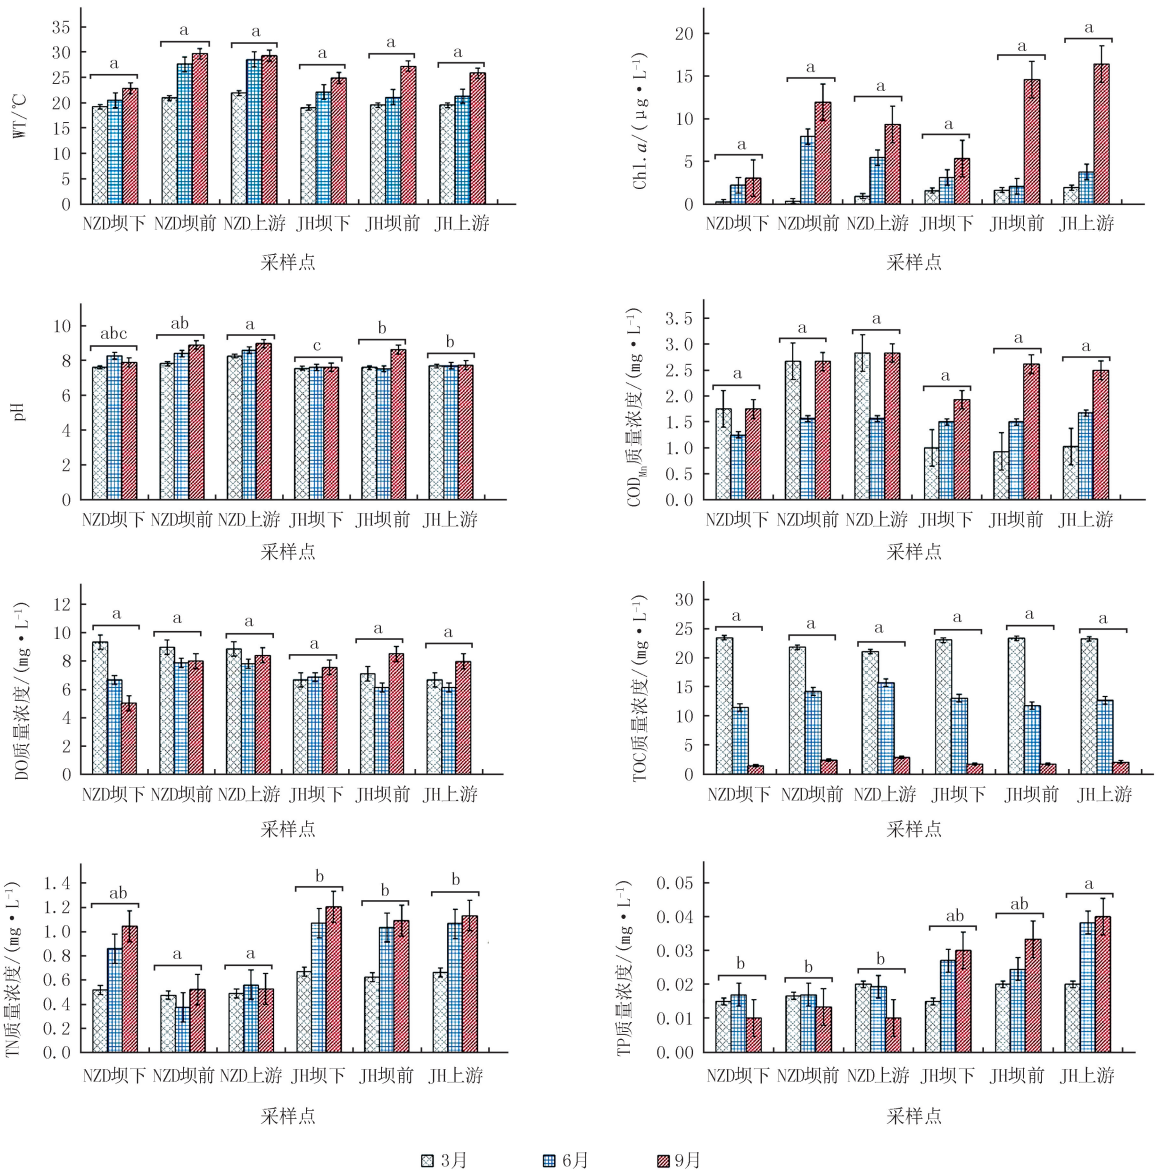 WT/℃
35
30
25
20
15
10
5
0
a a a a a a
NZD坝下 NZD坝前 NZD上游 JH坝下 JH坝前 JH上游
采样点
Chl.a/(μg·L⁻¹)
20
15
10
5
0
a a a a a a
NZD坝下 NZD坝前 NZD上游 JH坝下 JH坝前 JH上游
采样点
pH
10
8
6
4
2
0
abc ab a c b b
NZD坝下 NZD坝前 NZD上游 JH坝下 JH坝前 JH上游
采样点
COD_Mn质量浓度/(mg·L⁻¹)
3.5
3.0
2.5
2.0
1.5
1.0
0.5
0.0
a a a a a a
NZD坝下 NZD坝前 NZD上游 JH坝下 JH坝前 JH上游
采样点
DO质量浓度/(mg·L⁻¹)
12
10
8
6
4
2
0
a a a a a a
NZD坝下 NZD坝前 NZD上游 JH坝下 JH坝前 JH上游
采样点
TOC质量浓度/(mg·L⁻¹)
30
25
20
15
10
5
0
a a a a a a
NZD坝下 NZD坝前 NZD上游 JH坝下 JH坝前 JH上游
采样点
TN质量浓度/(mg·L⁻¹)
1.4
1.2
1.0
0.8
0.6
0.4
0.2
0.0
ab a a b b b
NZD坝下 NZD坝前 NZD上游 JH坝下 JH坝前 JH上游
采样点
TP质量浓度/(mg·L⁻¹)
0.05
0.04
0.03
0.02
0.01
0.00
b b b ab ab a
NZD坝下 NZD坝前 NZD上游 JH坝下 JH坝前 JH上游
采样点
3月 6月 9月